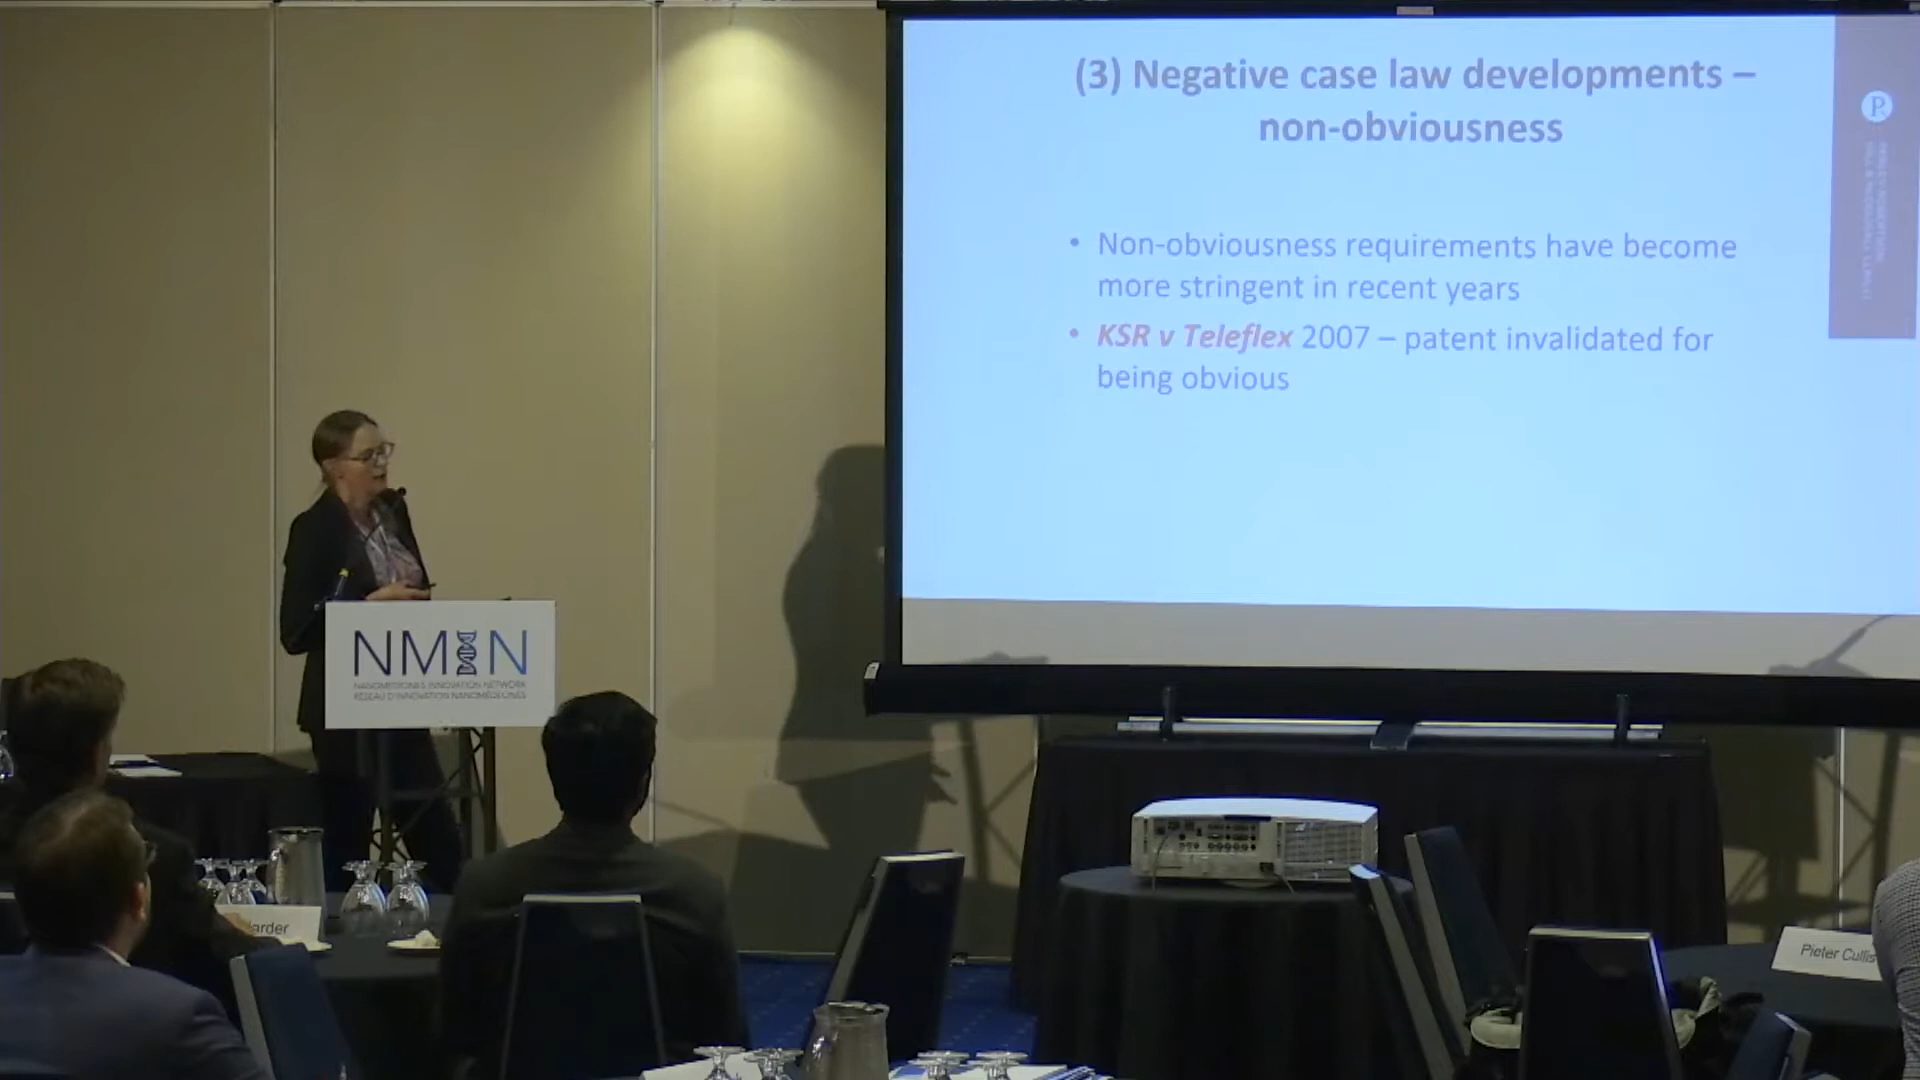 (3) Negative case law developments –
non-obviousness
• Non-obviousness requirements have become
more stringent in recent years
• KSR v Teleflex 2007 – patent invalidated for
being obvious
NMIN
NANOMEDICINES INNOVATION NETWORK
RÉSEAU D'INNOVATION NANOMÉDECINES
arder
Pieter Cullis